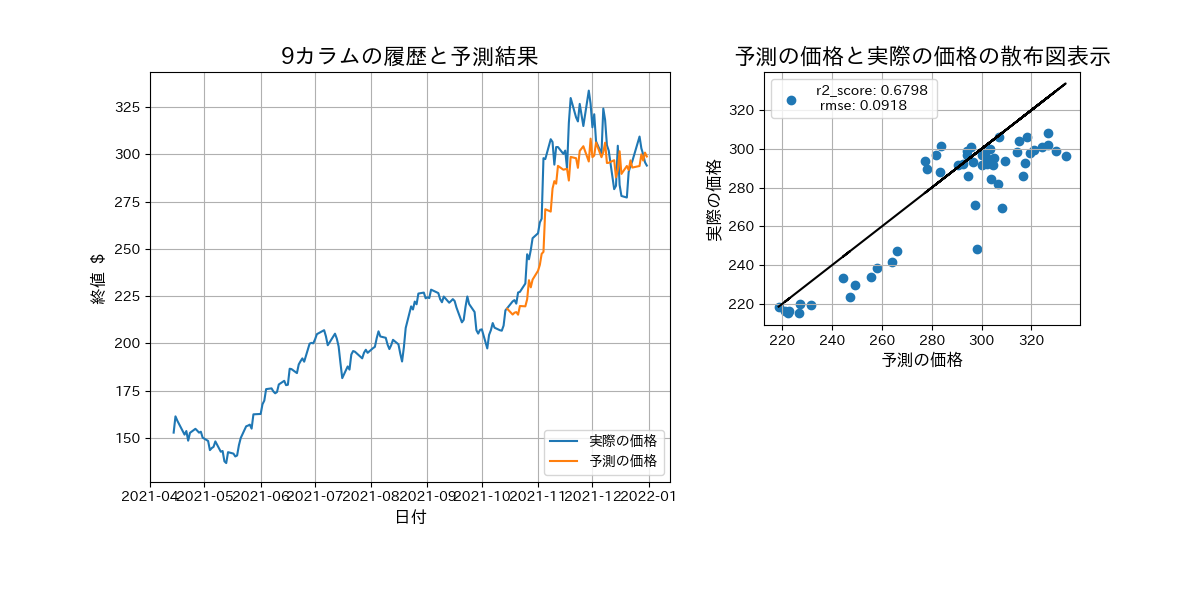 9カラムの履歴と予測結果
終値 $
325
300
275
250
225
200
175
150
2021-04 2021-05 2021-06 2021-07 2021-08 2021-09 2021-10 2021-11 2021-12 2022-01
日付
実際の価格
予測の価格
予測の価格と実際の価格の散布図表示
r2_score: 0.6798
rmse: 0.0918
実際の価格
320
300
280
260
240
220
220 240 260 280 300 320
予測の価格